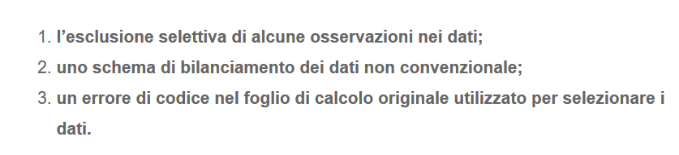 1. l'esclusione selettiva di alcune osservazioni nei dati;
2. uno schema di bilanciamento dei dati non convenzionale;
3. un errore di codice nel foglio di calcolo originale utilizzato per selezionare i
dati.